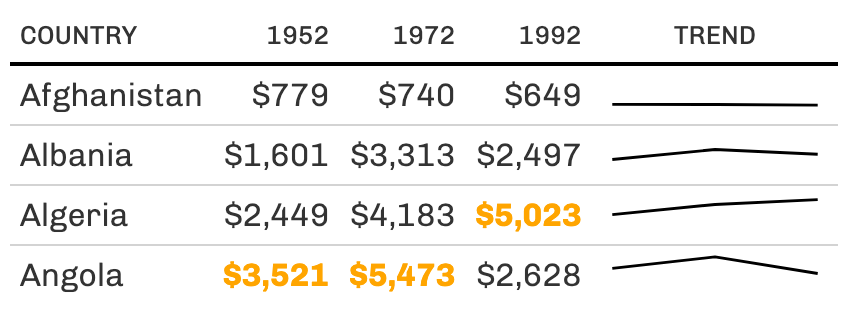 COUNTRY 1952 1972 1992 TREND
Afghanistan $779 $740 $649
Albania $1,601 $3,313 $2,497
Algeria $2,449 $4,183 $5,023
Angola $3,521 $5,473 $2,628